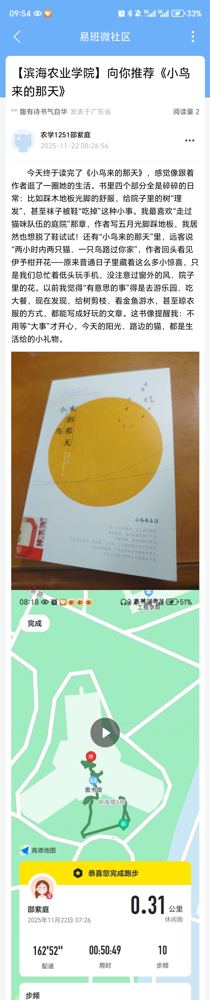 09:54
5G
5G
33%
易班微社区
【滨海农业学院】向你推荐《小鸟
来的那天》
腹有诗书气自华 发表于广东省 阅读量 2
农学1251邵紫庭
2025-11-22 08:26:56
今天终于读完了《小鸟来的那天》，感觉像跟着
作者逛了一圈她的生活。书里四个部分全是碎碎的日
常：比如踩木地板光脚的舒服，给院子里的树“理
发”，甚至袜子被鞋“吃掉”这种小事。我最喜欢“走过
猫咪队伍的庭院”那章，作者写五月光脚踩地板，我居
然也想脱了鞋试试！还有“小鸟来的那天”里，远客说
“两小时内两只猫、一只鸟路过你家”，作者回头看见
伊予柑开花——原来普通日子里藏着这么多小惊喜，只
是我们总忙着低头玩手机，没注意过窗外的风、院子
里的花。以前我觉得“有意思的事”得是去游乐园、吃
大餐，现在发现，给树剪枝、看金鱼游水，甚至晾衣
服的方式，都能写成好玩的文章。这书像提醒我：不
用等“大事”才开心，今天的阳光、路边的猫，都是生
活给的小礼物。
小鸟
来的那天
小鸟来る日
览
创新路
08:18
51%
机械与动力
工程学院
完成
终
图书馆
钟海楼B栋
起
高德地图
恭喜您完成跑步
邵紫庭
2025年11月22日 07:26
0.31 公里
休闲跑
162'52" 00:50:49 10
配速 用时 步频
步频